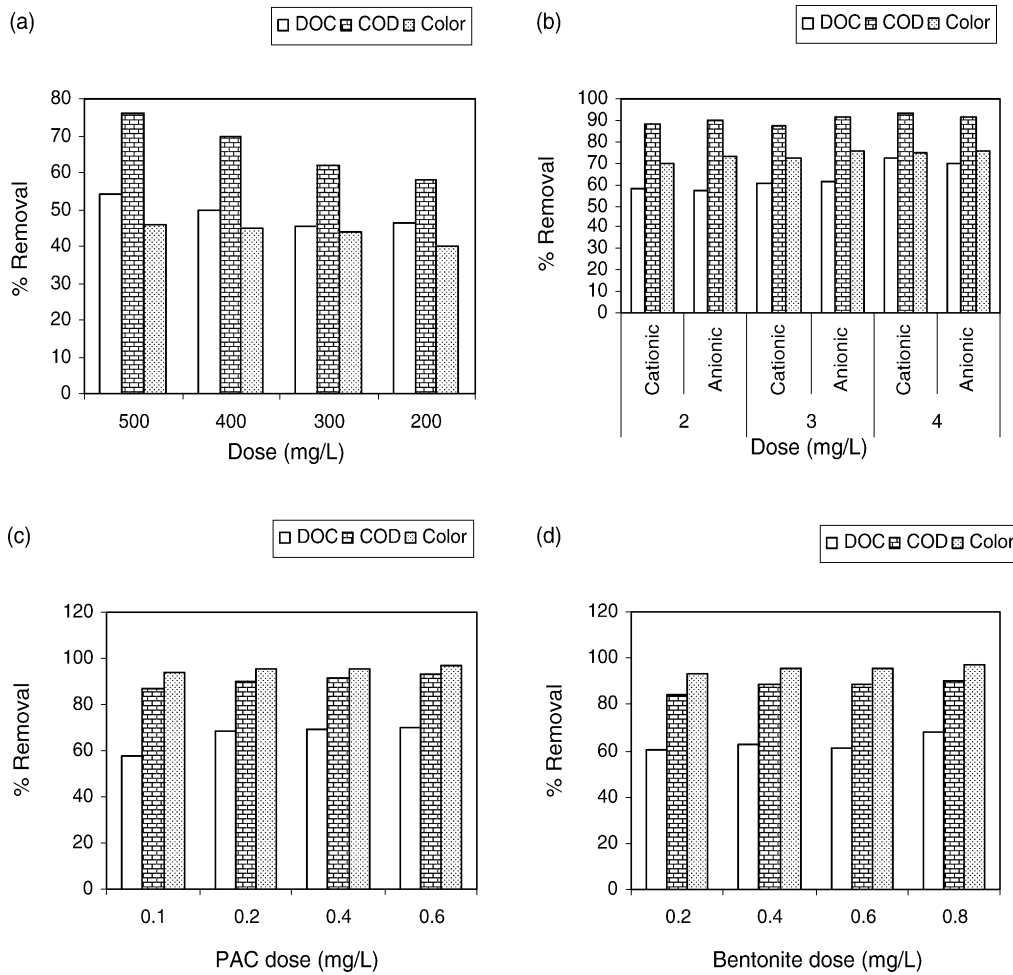 (a)
DOC COD Color
% Removal
80
70
60
50
40
30
20
10
0
500 400 300 200
Dose (mg/L)
(b)
DOC COD Color
% Removal
100
90
80
70
60
50
40
30
20
10
0
Cationic Anionic Cationic Anionic Cationic Anionic
2 3 4
Dose (mg/L)
(c)
DOC COD Color
% Removal
120
100
80
60
40
20
0
0.1 0.2 0.4 0.6
PAC dose (mg/L)
(d)
DOC COD Color
% Removal
120
100
80
60
40
20
0
0.2 0.4 0.6 0.8
Bentonite dose (mg/L)